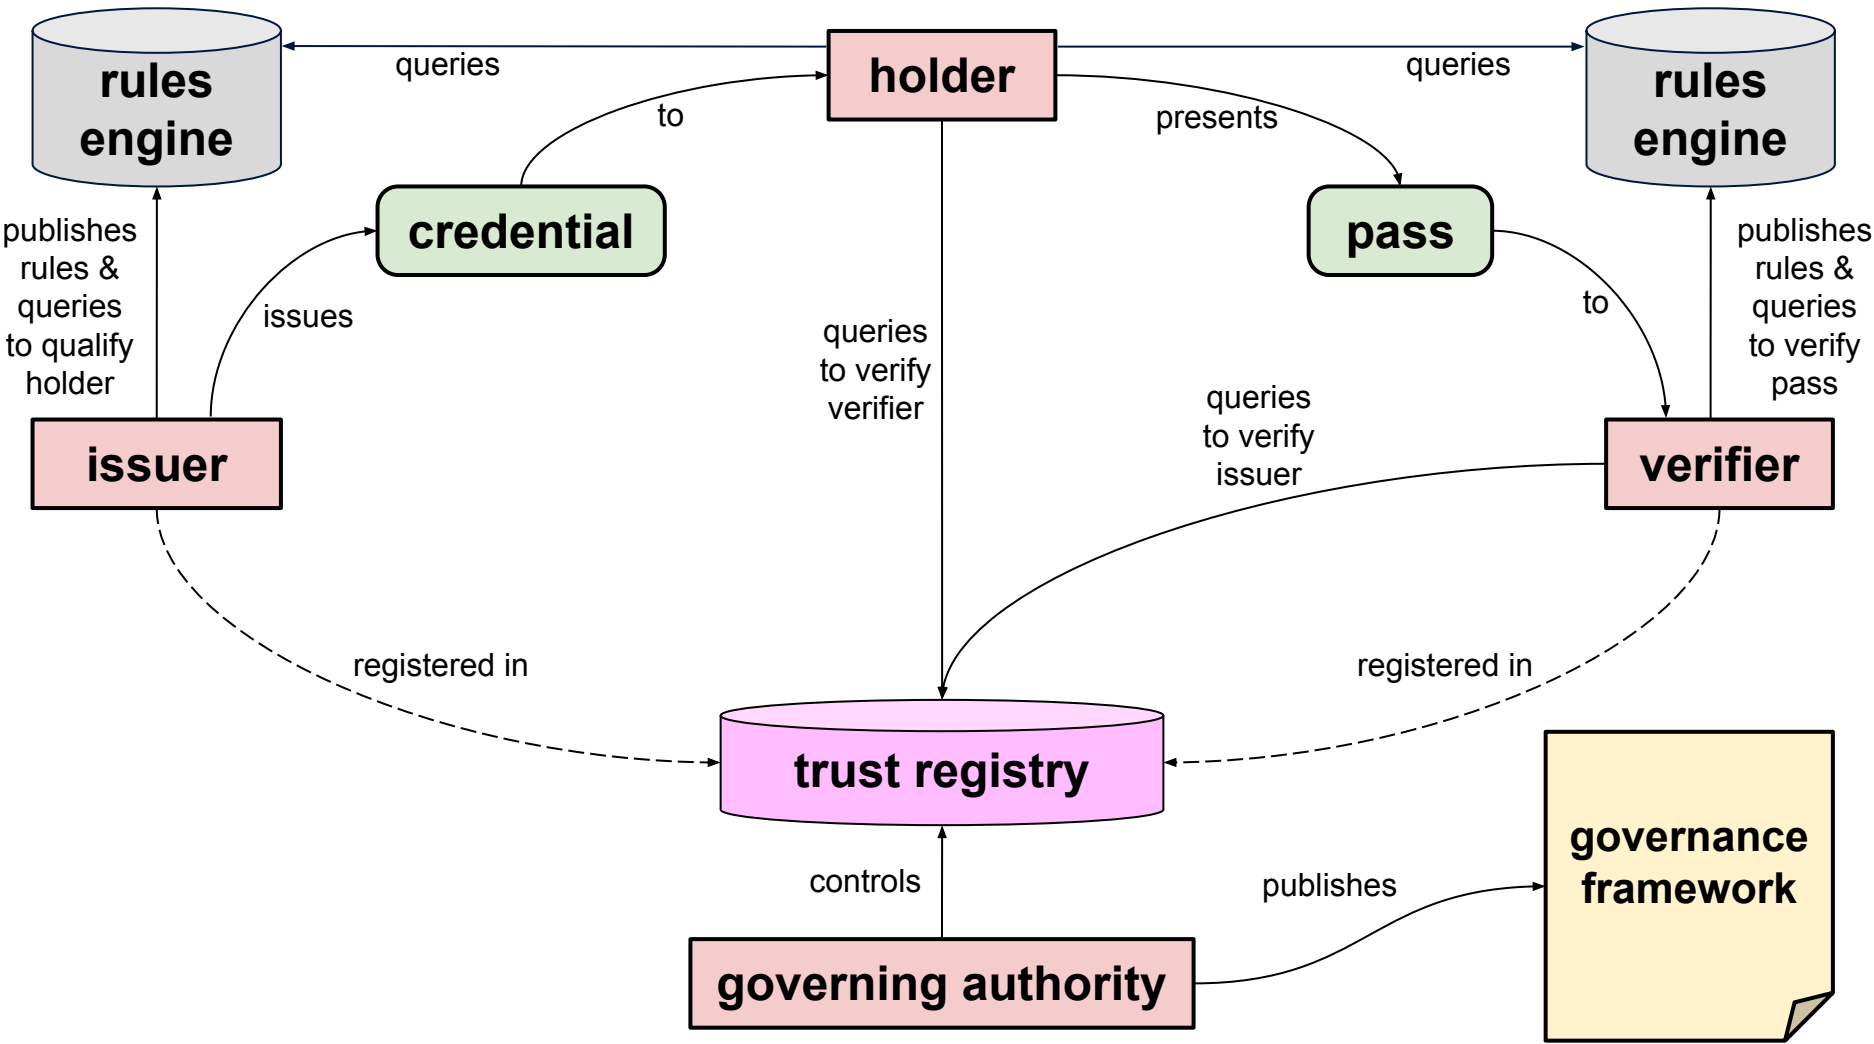 rules
engine
queries
holder
queries
rules
engine
to
presents
credential
pass
publishes
rules &
queries
to qualify
holder
issues
queries
to verify
verifier
to
publishes
rules &
queries
to verify
pass
queries
to verify
issuer
issuer
verifier
registered in
registered in
trust registry
governance
framework
controls
publishes
governing authority